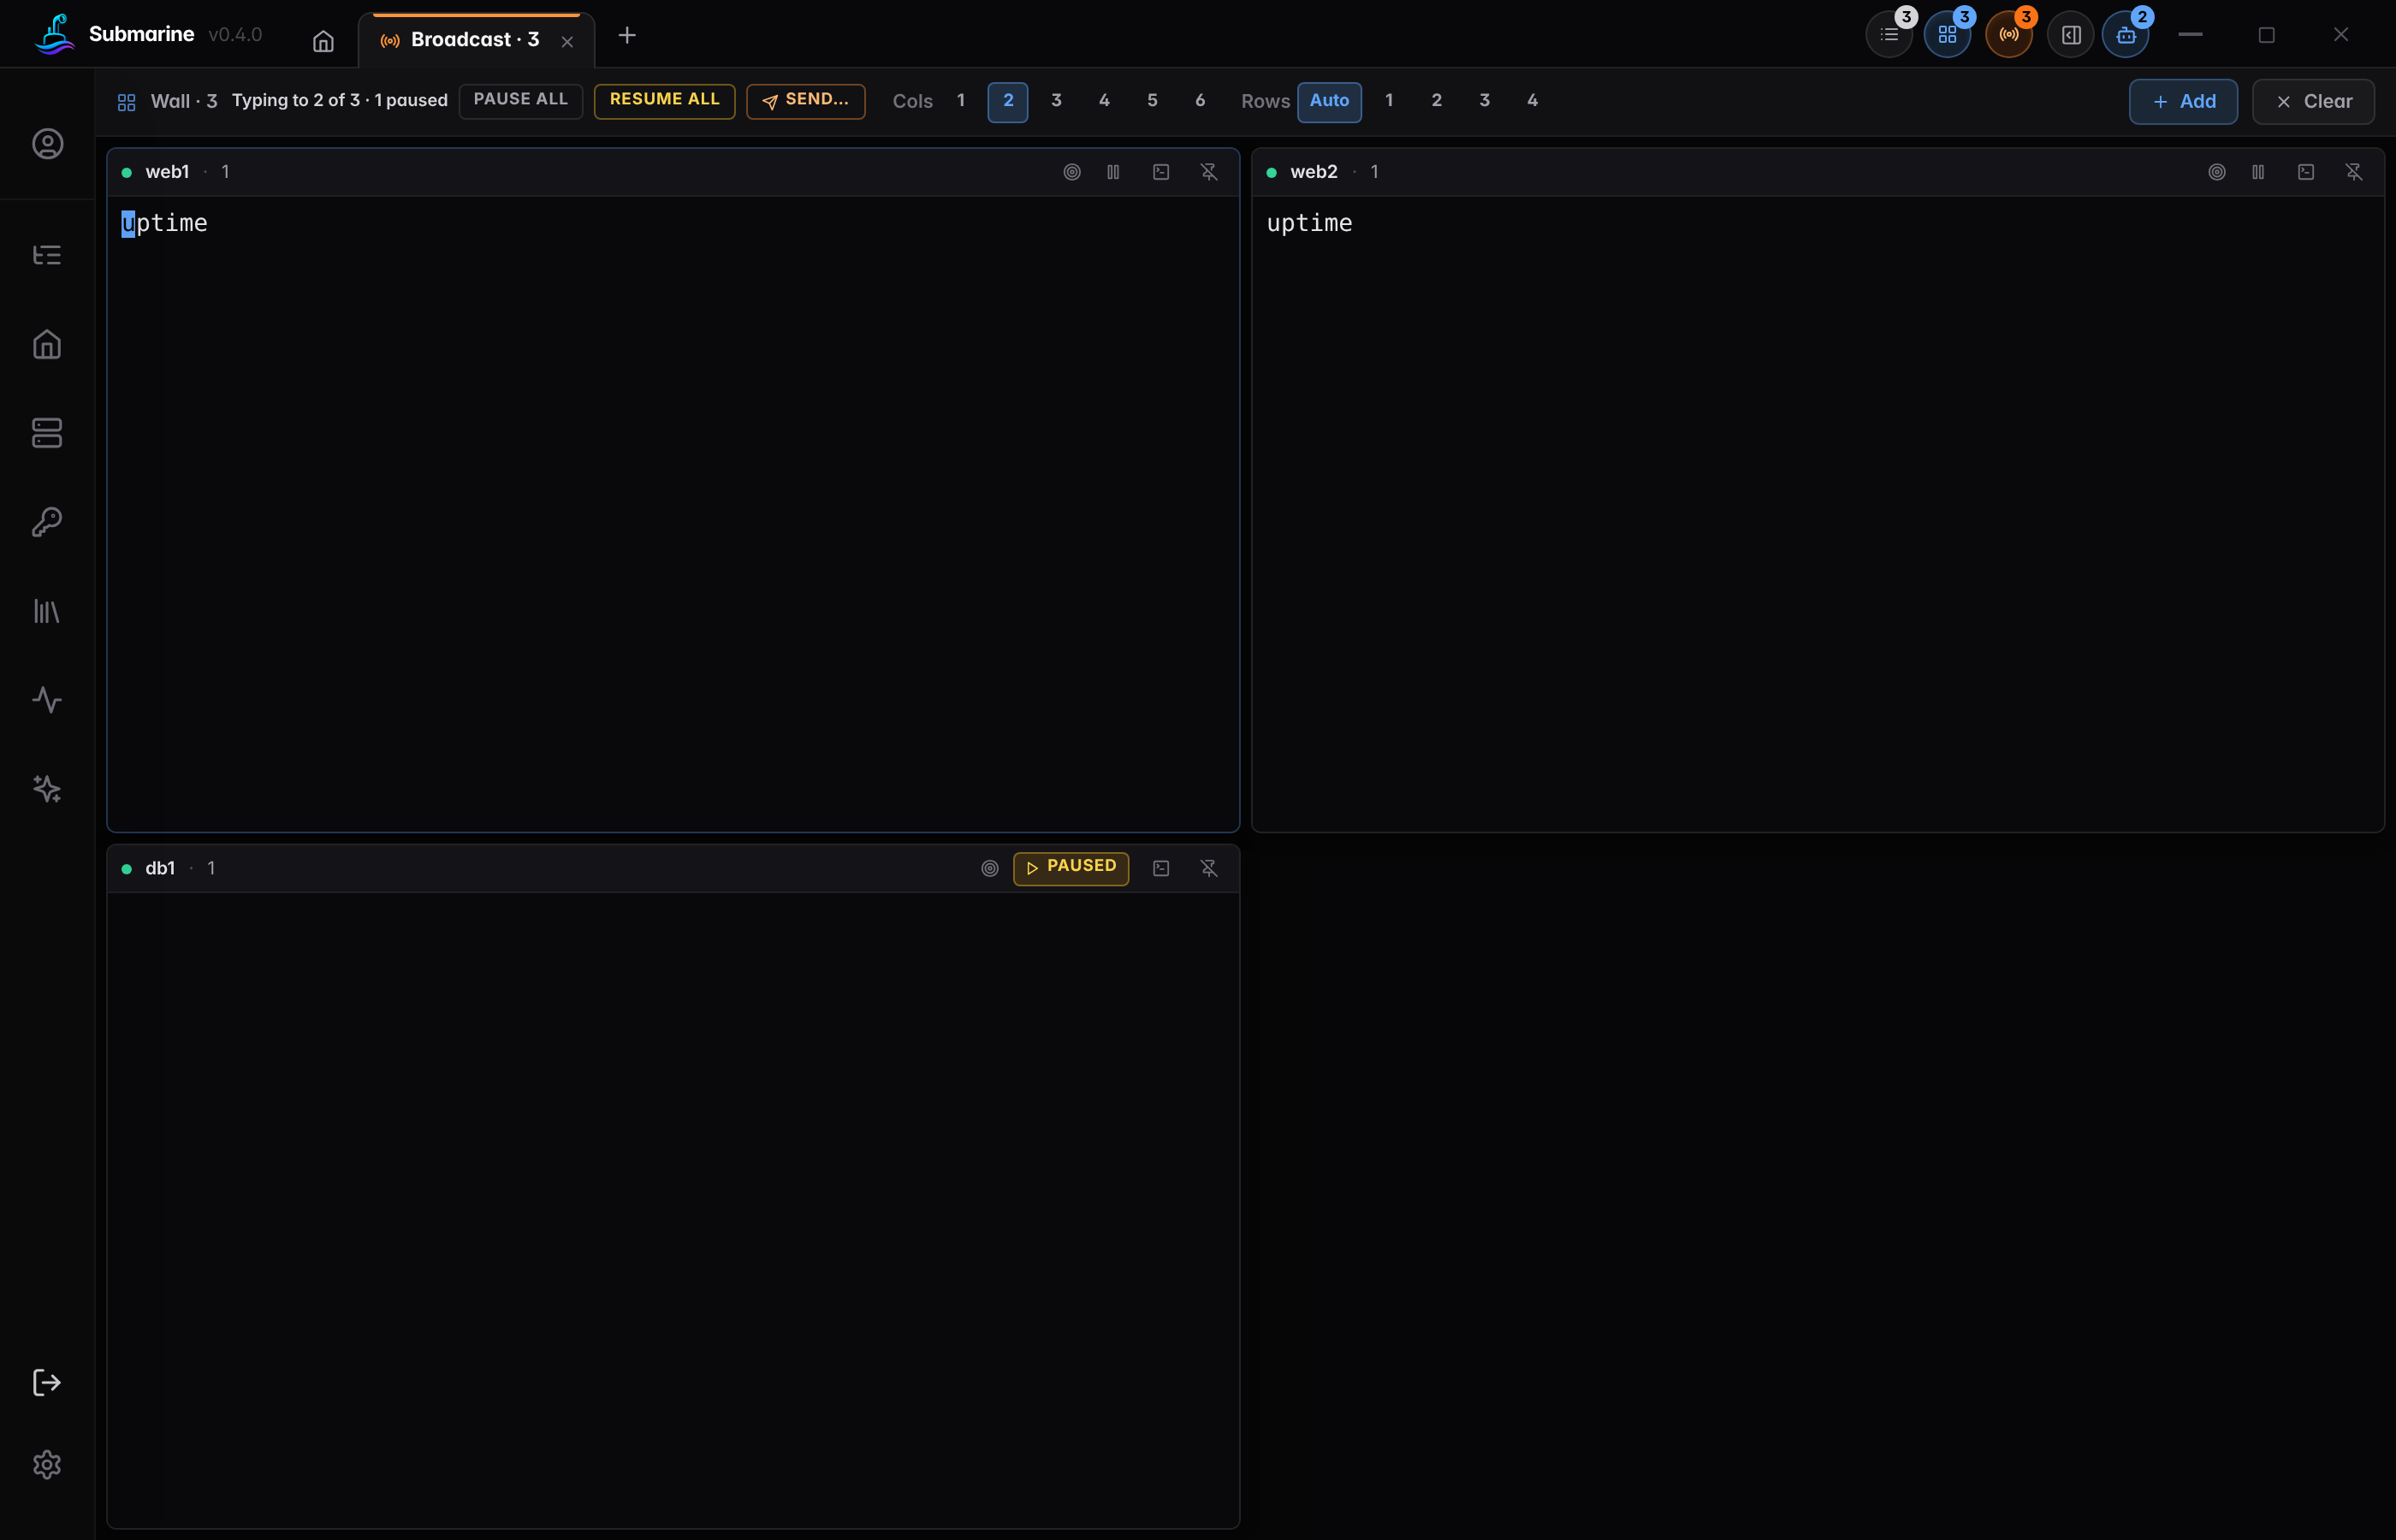 Submarine v0.4.0 Broadcast · 3 3 3 3 2
Wall · 3 Typing to 2 of 3 · 1 paused PAUSE ALL RESUME ALL SEND... Cols 1 2 3 4 5 6 Rows Auto 1 2 3 4 Add Clear
web1 · 1
uptime
web2 · 1
uptime
db1 · 1 PAUSED